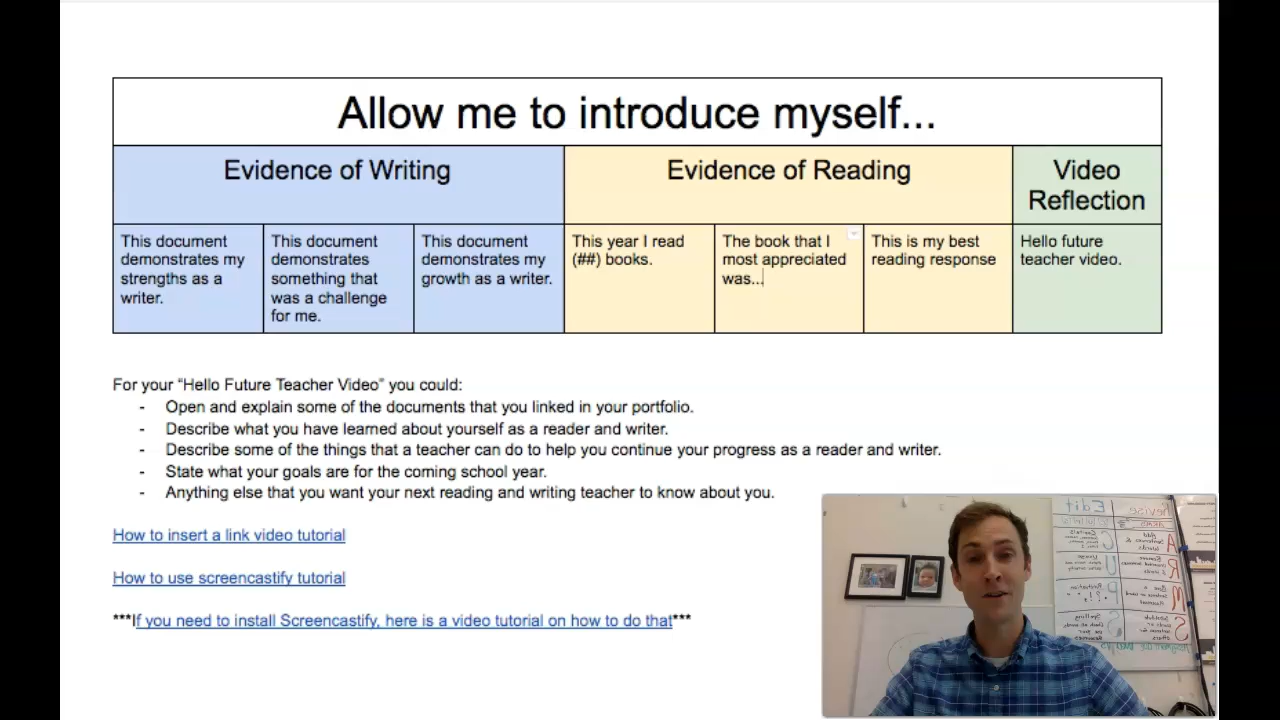 Allow me to introduce myself...
Evidence of Writing
Evidence of Reading
Video
Reflection
This document
demonstrates my
strengths as a
writer.
This document
demonstrates
something that
was a challenge
for me.
This document
demonstrates my
growth as a writer.
This year I read
(##) books.
The book that I
most appreciated
was...
This is my best
reading response
Hello future
teacher video.
For your “Hello Future Teacher Video” you could:
- Open and explain some of the documents that you linked in your portfolio.
- Describe what you have learned about yourself as a reader and writer.
- Describe some of the things that a teacher can do to help you continue your progress as a reader and writer.
- State what your goals are for the coming school year.
- Anything else that you want your next reading and writing teacher to know about you.
How to insert a link video tutorial
How to use screencastify tutorial
***If you need to install Screencastify, here is a video tutorial on how to do that***
Revise
Edit
A
R
M
S
C
U
P
S